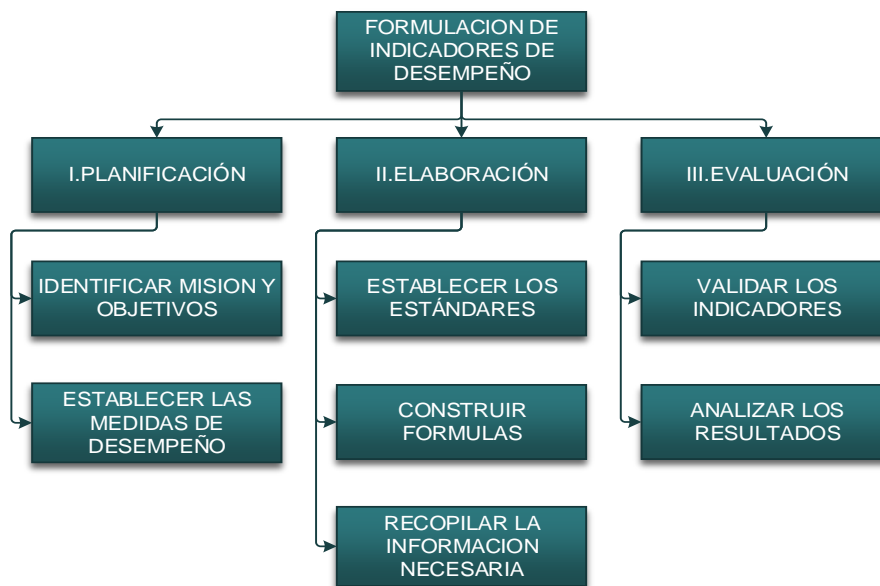 FORMULACION DE
INDICADORES DE
DESEMPEÑO
I.PLANIFICACIÓN
II.ELABORACIÓN
III.EVALUACIÓN
IDENTIFICAR MISION Y
OBJETIVOS
ESTABLECER LOS
ESTÁNDARES
VALIDAR LOS
INDICADORES
ESTABLECER LAS
MEDIDAS DE
DESEMPEÑO
CONSTRUIR
FORMULAS
ANALIZAR LOS
RESULTADOS
RECOPILAR LA
INFORMACION
NECESARIA